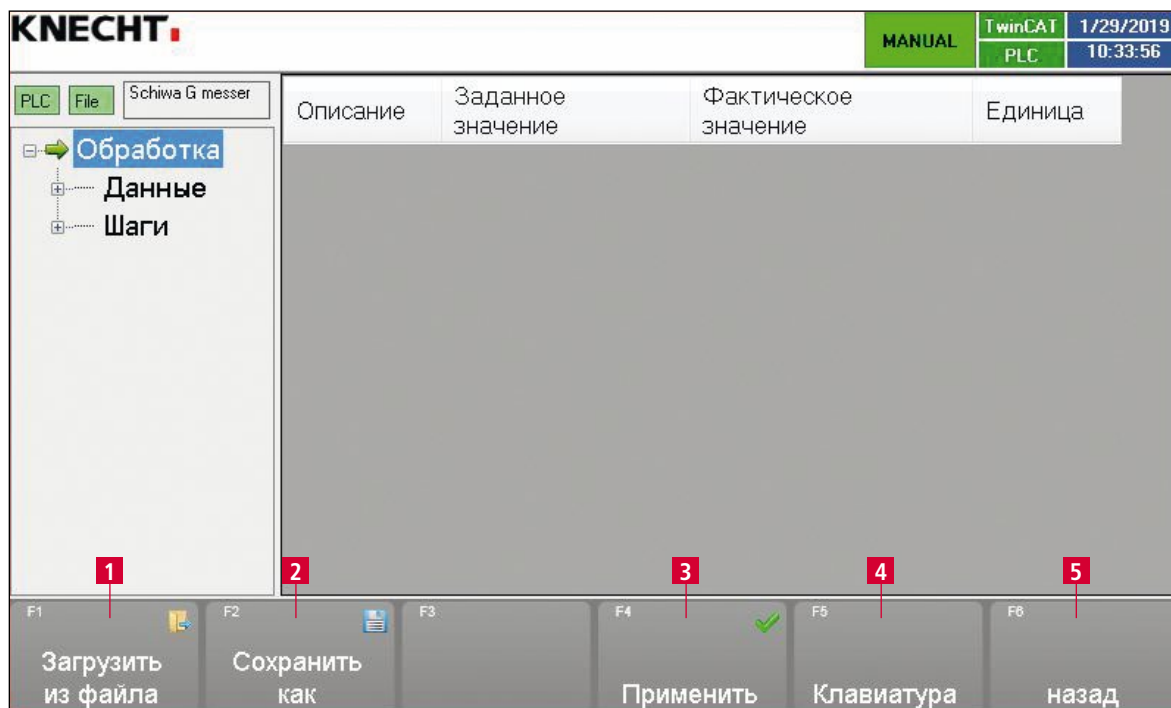 KNECHT
MANUAL
TwinCAT
PLC
1/29/2019
10:33:56
PLC
File
Schiwa G messer
Обработка
Данные
Шаги
Описание
Заданное
значение
Фактическое
значение
Единица
1
2
3
4
5
F1
Загрузить
из файла
F2
Сохранить
как
F3
F4
Применить
F5
Клавиатура
F6
назад